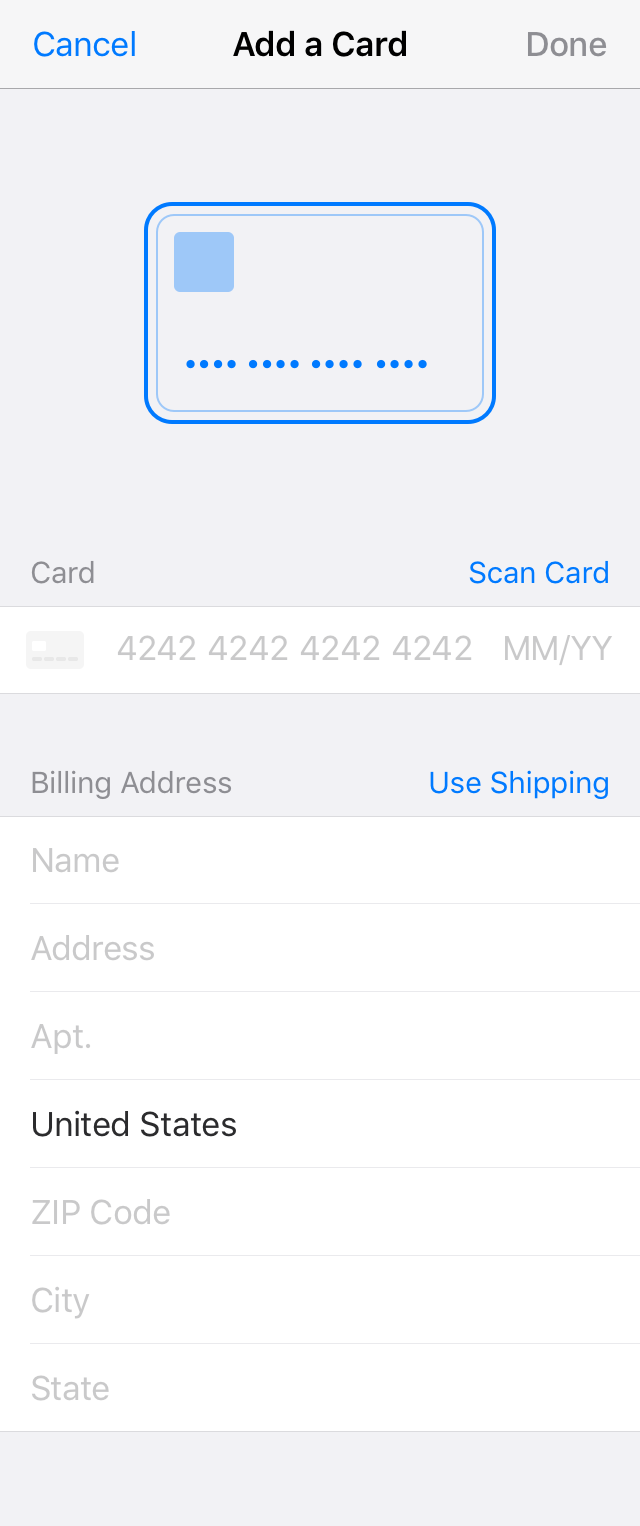 Cancel Add a Card Done
•••• •••• •••• ••••
Card Scan Card
4242 4242 4242 4242 MM/YY
Billing Address Use Shipping
Name
Address
Apt.
United States
ZIP Code
City
State